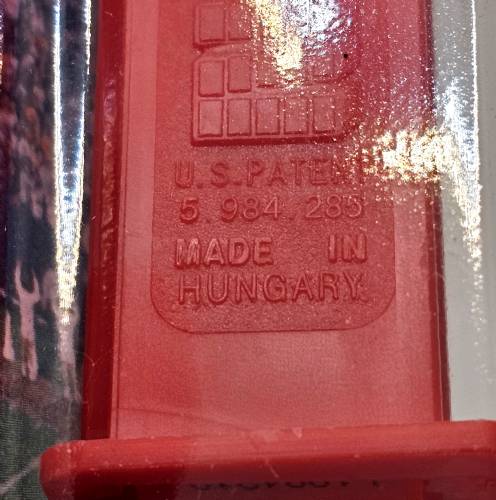 U.S.PATENT
5.984.285
MADE IN
HUNGARY